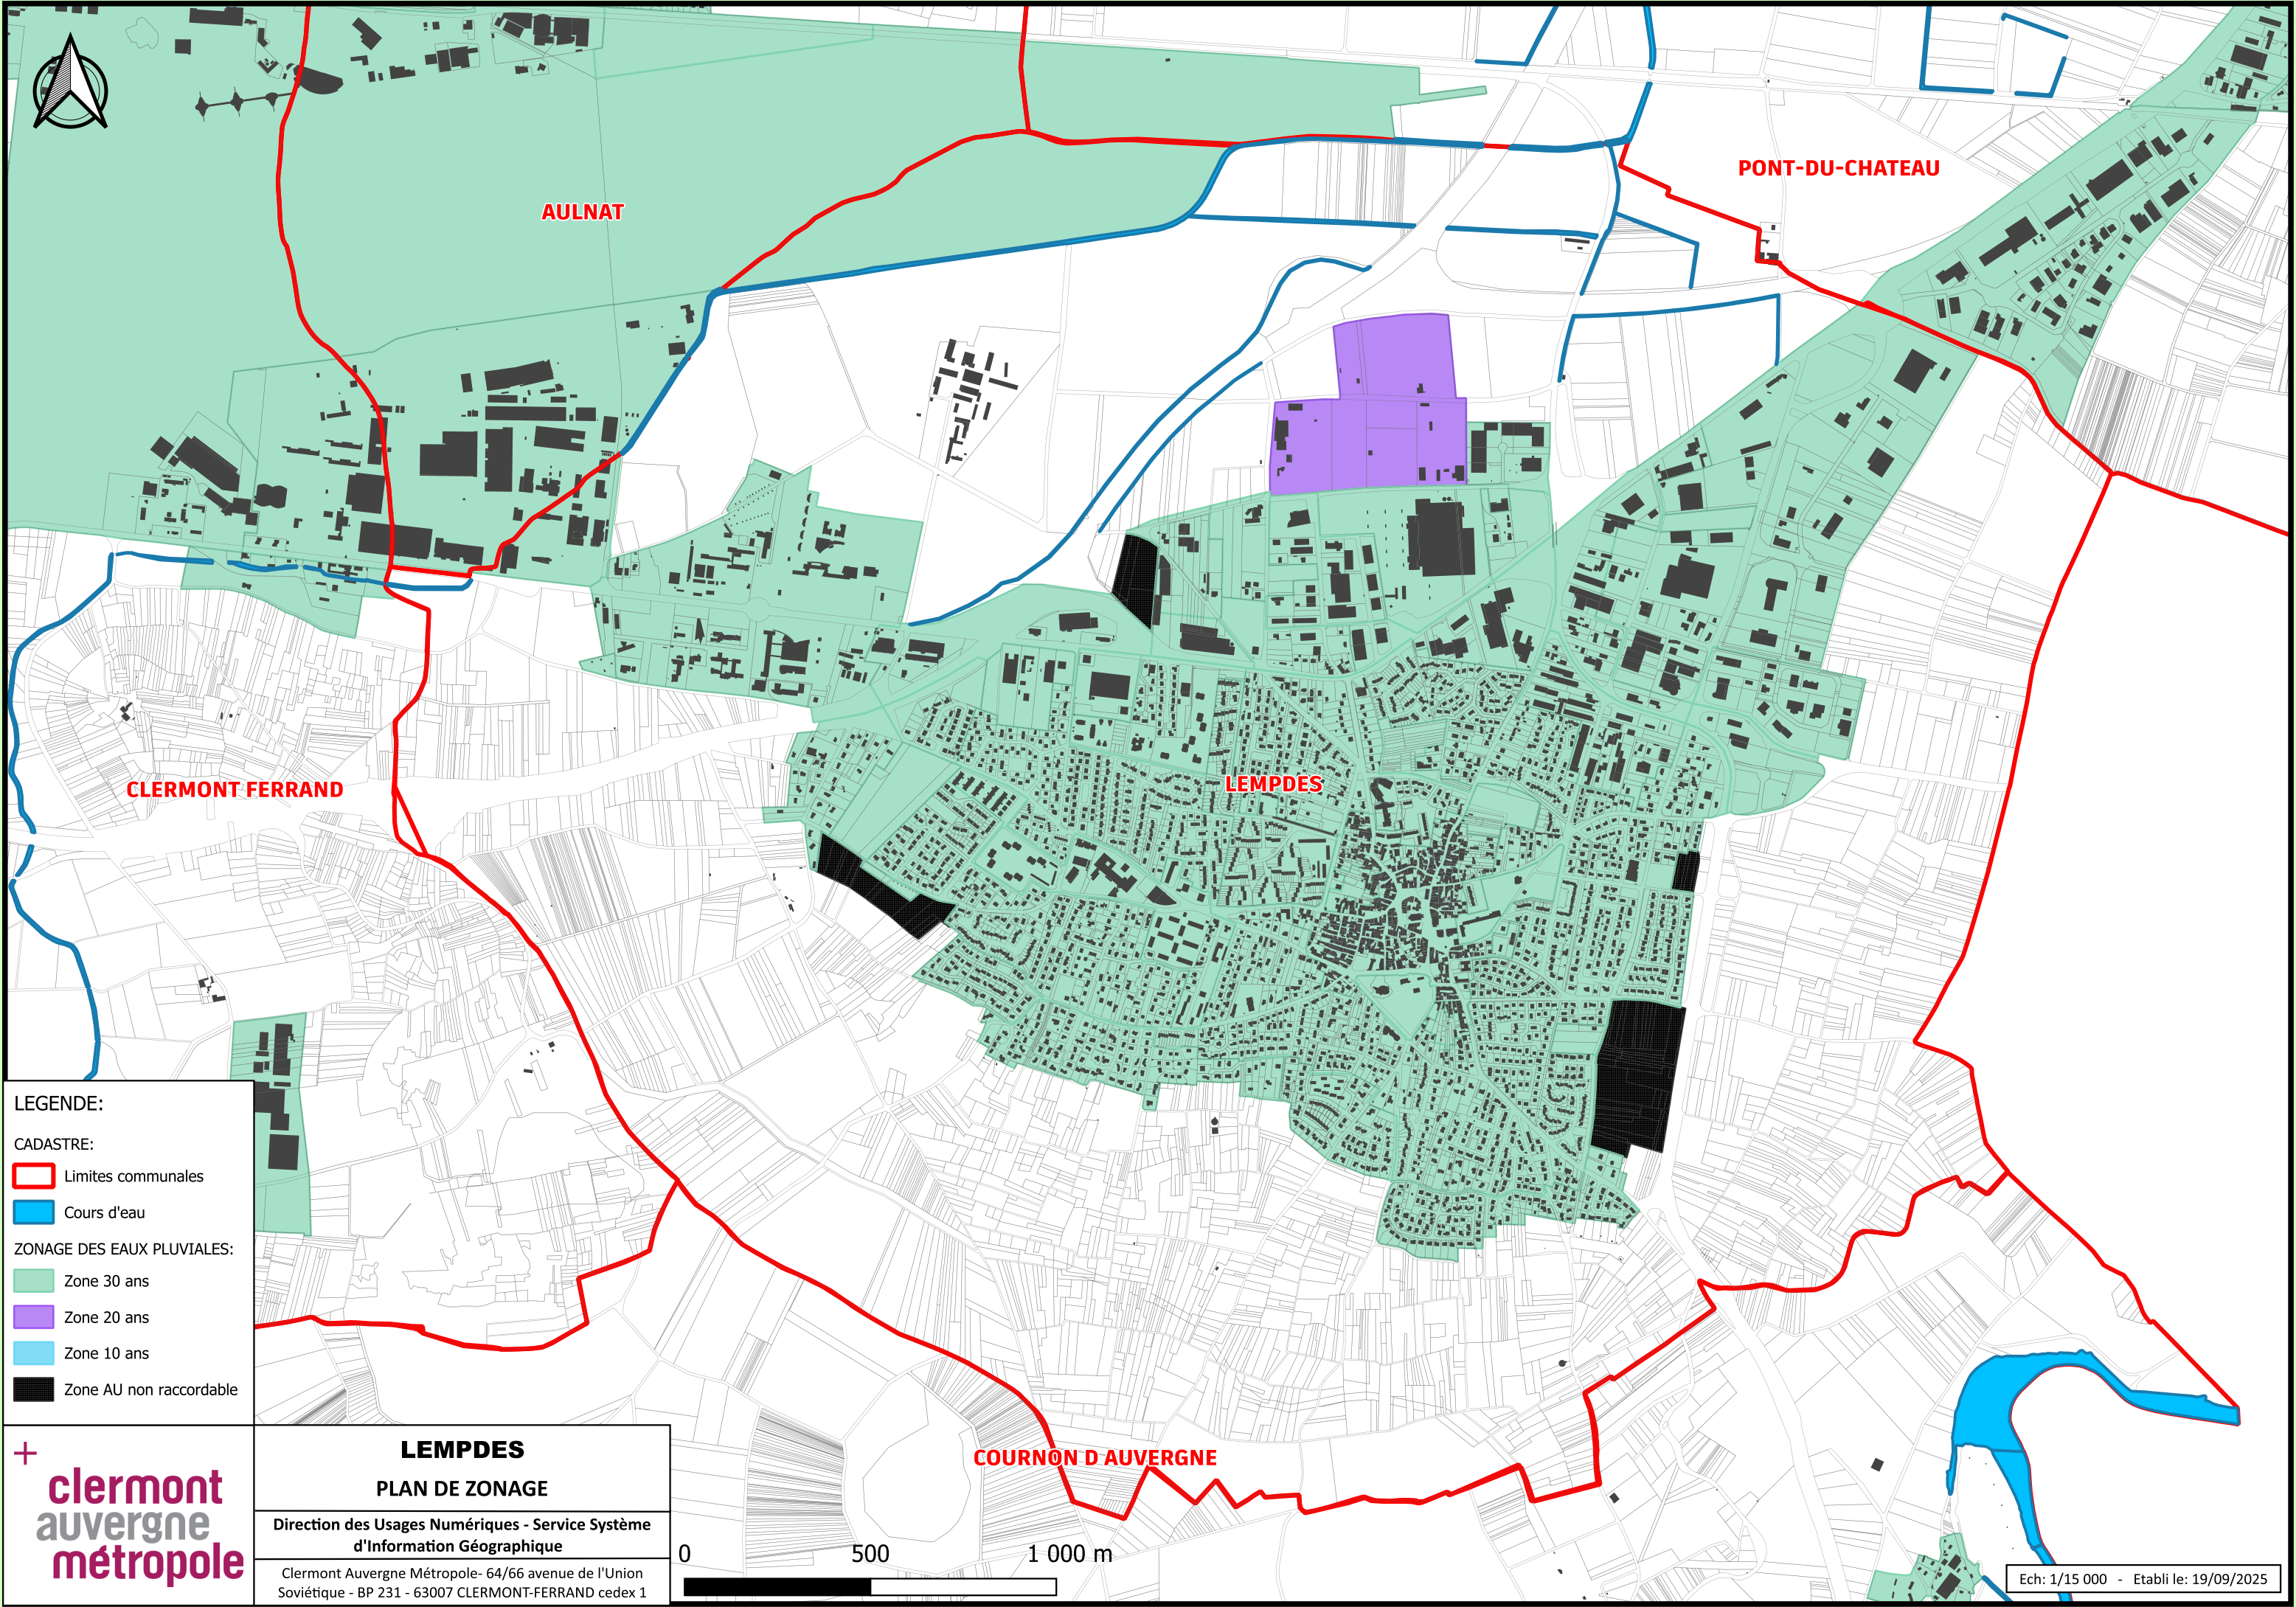 AULNAT
PONT-DU-CHATEAU
CLERMONT FERRAND
LEMPDES
COURNON D AUVERGNE
LEGENDE:
CADASTRE:
Limites communales
Cours d'eau
ZONAGE DES EAUX PLUVIALES:
Zone 30 ans
Zone 20 ans
Zone 10 ans
Zone AU non raccordable
+
clermont
auvergne
métropole
LEMPDES
PLAN DE ZONAGE
Direction des Usages Numériques - Service Système
d'Information Géographique
Clermont Auvergne Métropole- 64/66 avenue de l'Union
Soviétique - BP 231 - 63007 CLERMONT-FERRAND cedex 1
0 500 1 000 m
Ech: 1/15 000 - Etabli le: 19/09/2025